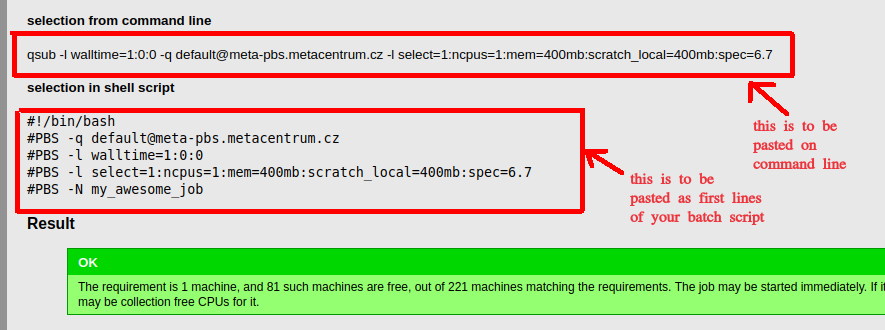 selection from command line
qsub -l walltime=1:0:0 -q default@meta-pbs.metacentrum.cz -l select=1:ncpus=1:mem=400mb:scratch_local=400mb:spec=6.7
selection in shell script
#!/bin/bash
#PBS -q default@meta-pbs.metacentrum.cz
#PBS -l walltime=1:0:0
#PBS -l select=1:ncpus=1:mem=400mb:scratch_local=400mb:spec=6.7
#PBS -N my_awesome_job
this is to be
pasted on
command line
this is to be
pasted as first lines
of your batch script
Result
OK
The requirement is 1 machine, and 81 such machines are free, out of 221 machines matching the requirements. The job may be started immediately. If it
may be collection free CPUs for it.